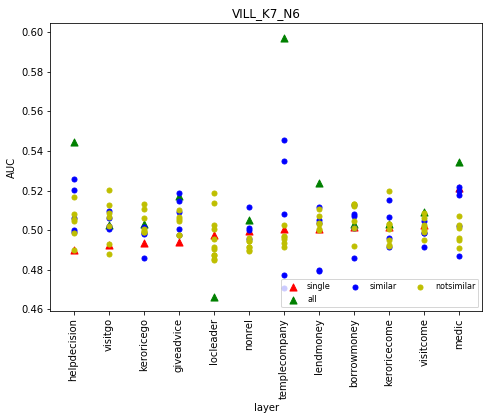 VILL_K7_N6
AUC
0.60
0.58
0.56
0.54
0.52
0.50
0.48
0.46
single similar notsimilar
all
helpdecision
visitgo
keroricego
giveadvice
locleader
nonrel
templecompany
lendmoney
borrowmoney
keroricecome
visitcome
medic
layer